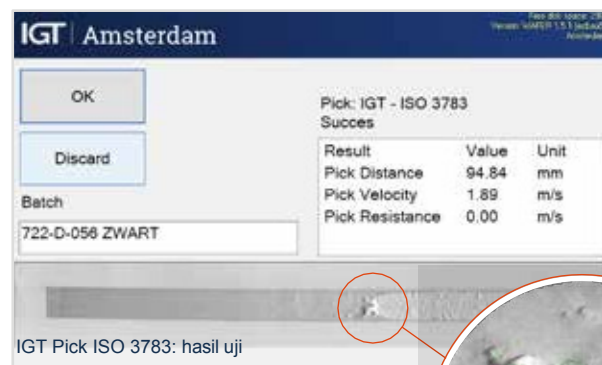 IGT Amsterdam
OK
Discard
Batch
722-D-056 ZWART
Pick: IGT - ISO 3783
Succes
Result Value Unit
Pick Distance 94.84 mm
Pick Velocity 1.89 m/s
Pick Resistance 0.00 m/s
IGT Pick ISO 3783: hasil uji